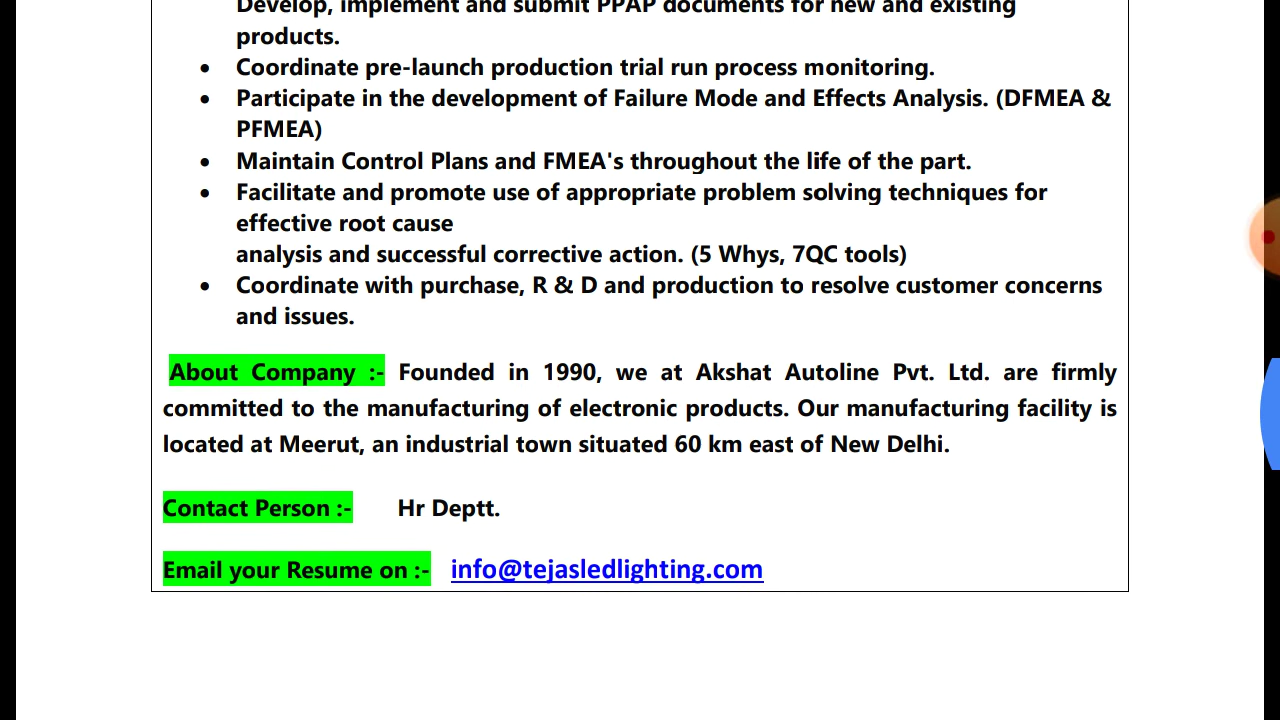 Develop, implement and submit PPAP documents for new and existing
products.
• Coordinate pre-launch production trial run process monitoring.
• Participate in the development of Failure Mode and Effects Analysis. (DFMEA &
PFMEA)
• Maintain Control Plans and FMEA's throughout the life of the part.
• Facilitate and promote use of appropriate problem solving techniques for
effective root cause
analysis and successful corrective action. (5 Whys, 7QC tools)
• Coordinate with purchase, R & D and production to resolve customer concerns
and issues.
About Company :- Founded in 1990, we at Akshat Autoline Pvt. Ltd. are firmly
committed to the manufacturing of electronic products. Our manufacturing facility is
located at Meerut, an industrial town situated 60 km east of New Delhi.
Contact Person :- Hr Deptt.
Email your Resume on :- info@tejasledlighting.com